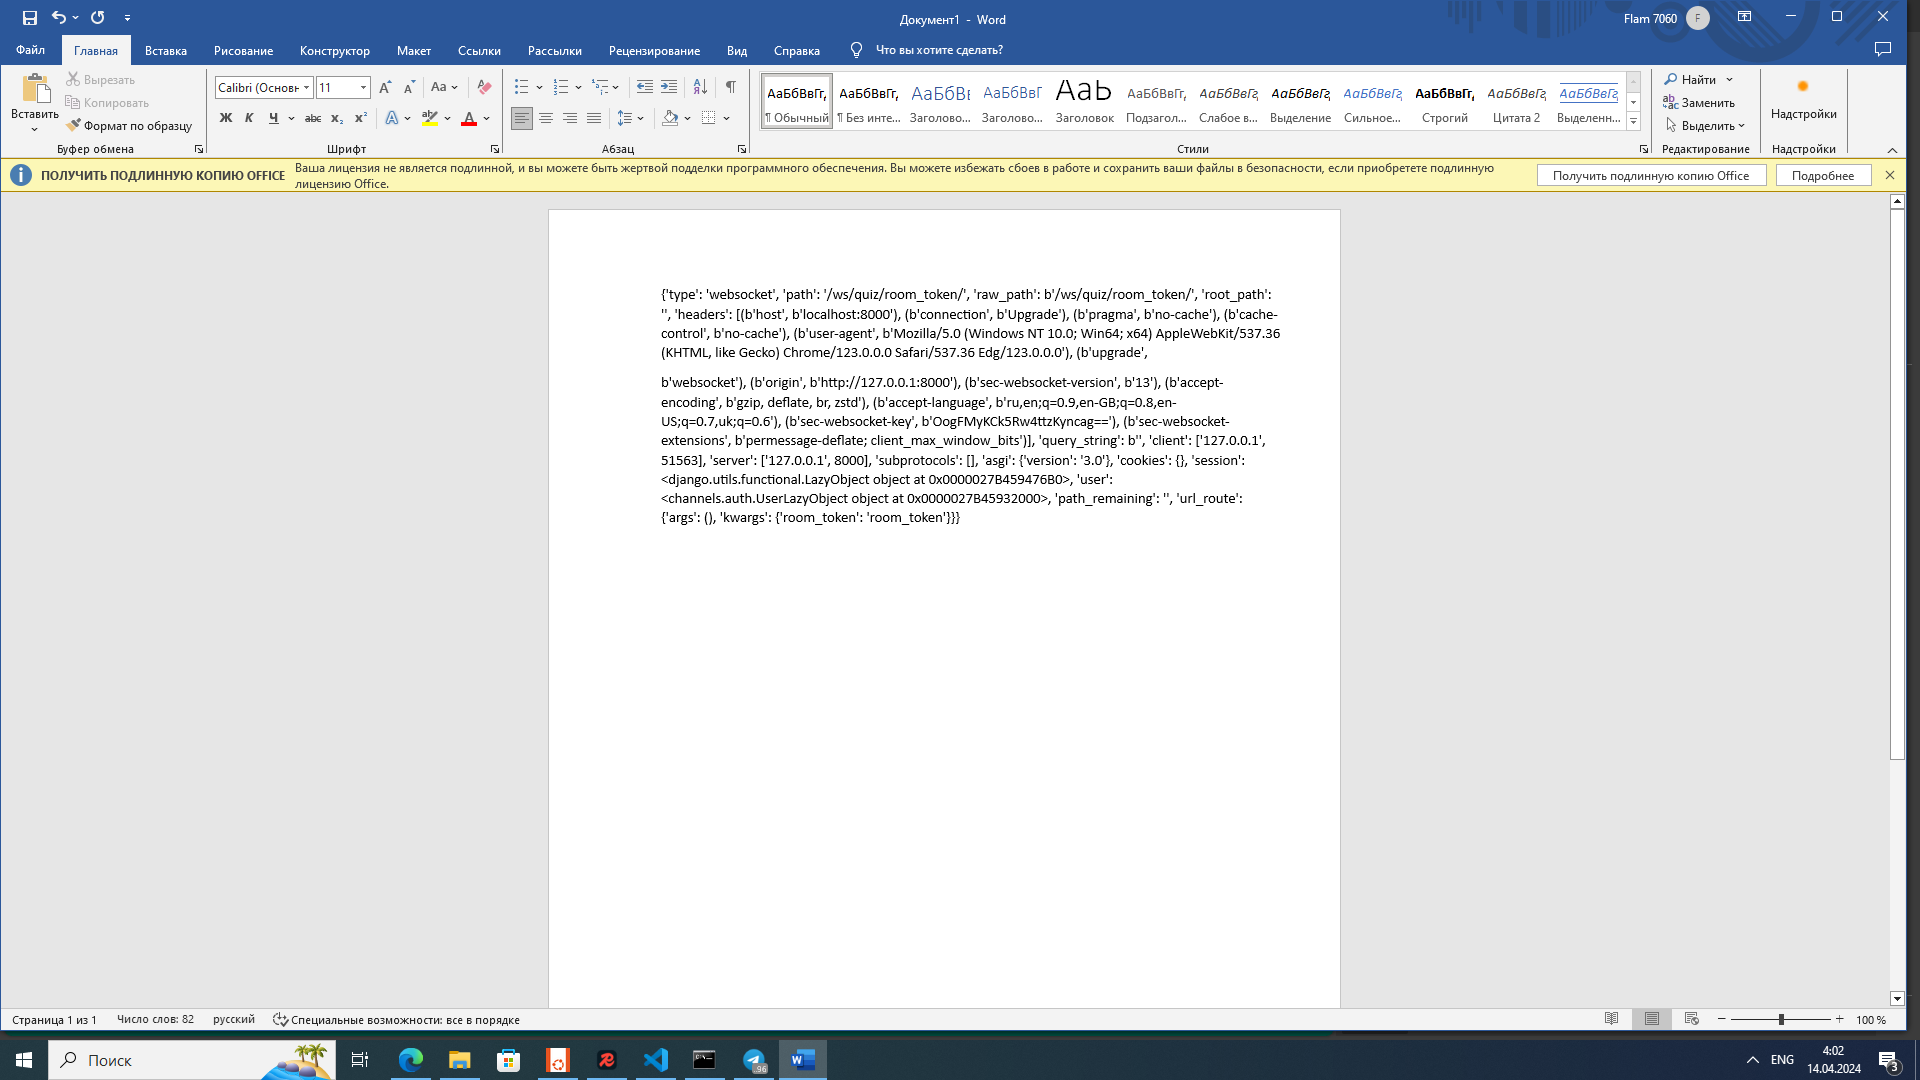 Документ1 - Word
Flam 7060
F
Файл
Главная
Вставка
Рисование
Конструктор
Макет
Ссылки
Рассылки
Рецензирование
Вид
Справка
Что вы хотите сделать?
Вставить
Вырезать
Копировать
Формат по образцу
Буфер обмена
Calibri (Основн
11
Aa
Ж К Ч abc x₂ x²
Шрифт
Абзац
АаБбВвГг,
¶ Обычный
АаБбВвГг,
¶ Без инте...
АаБбВв
Заголово...
АаБбВвГ
Заголово...
Aab
Заголовок
АаБбВвГг,
Подзагол...
АаБбВвГг
Слабое в...
АаБбВвГг
Выделение
АаБбВвГг
Сильное...
АаБбВвГг,
Строгий
АаБбВвГг
Цитата 2
АаБбВвГг
Выделенн...
Стили
Найти
Заменить
Выделить
Редактирование
Надстройки
Надстройки
ПОЛУЧИТЬ ПОДЛИННУЮ КОПИЮ OFFICE
Ваша лицензия не является подлинной, и вы можете быть жертвой подделки программного обеспечения. Вы можете избежать сбоев в работе и сохранить ваши файлы в безопасности, если приобретете подлинную
лицензию Office.
Получить подлинную копию Office
Подробнее
{'type': 'websocket', 'path': '/ws/quiz/room_token/', 'raw_path': b'/ws/quiz/room_token/', 'root_path':
'', 'headers': [(b'host', b'localhost:8000'), (b'connection', b'Upgrade'), (b'pragma', b'no-cache'), (b'cache-
control', b'no-cache'), (b'user-agent', b'Mozilla/5.0 (Windows NT 10.0; Win64; x64) AppleWebKit/537.36
(KHTML, like Gecko) Chrome/123.0.0.0 Safari/537.36 Edg/123.0.0.0'), (b'upgrade',
b'websocket'), (b'origin', b'http://127.0.0.1:8000'), (b'sec-websocket-version', b'13'), (b'accept-
encoding', b'gzip, deflate, br, zstd'), (b'accept-language', b'ru,en;q=0.9,en-GB;q=0.8,en-
US;q=0.7,uk;q=0.6'), (b'sec-websocket-key', b'OogFMyKCk5Rw4ttzKyncag=='), (b'sec-websocket-
extensions', b'permessage-deflate; client_max_window_bits')], 'query_string': b'', 'client': ['127.0.0.1',
51563], 'server': ['127.0.0.1', 8000], 'subprotocols': [], 'asgi': {'version': '3.0'}, 'cookies': {}, 'session':
<django.utils.functional.LazyObject object at 0x0000027B459476B0>, 'user':
<channels.auth.UserLazyObject object at 0x0000027B45932000>, 'path_remaining': '', 'url_route':
{'args': (), 'kwargs': {'room_token': 'room_token'}}}
Страница 1 из 1
Число слов: 82
русский
Специальные возможности: все в порядке
100 %
Поиск
96
ENG
4:02
14.04.2024
3